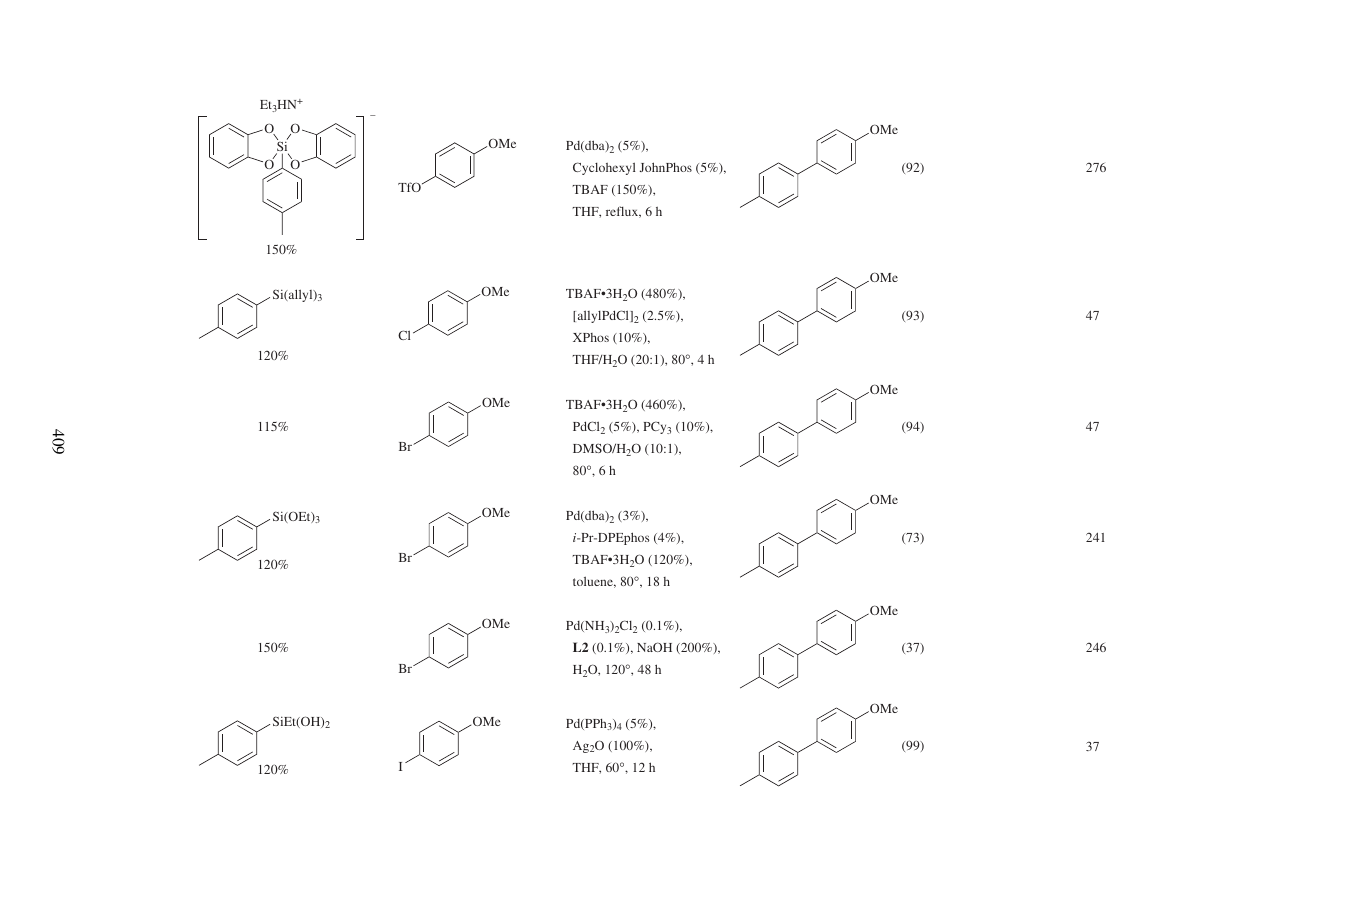 Et3HN+
O O
Si
O O
–
150%
OMe
TfO
Pd(dba)2 (5%),
Cyclohexyl JohnPhos (5%),
TBAF (150%),
THF, reflux, 6 h
OMe
(92)
276
Si(allyl)3
120%
OMe
Cl
TBAF•3H2O (480%),
[allylPdCl]2 (2.5%),
XPhos (10%),
THF/H2O (20:1), 80°, 4 h
OMe
(93)
47
115%
OMe
Br
TBAF•3H2O (460%),
PdCl2 (5%), PCy3 (10%),
DMSO/H2O (10:1),
80°, 6 h
OMe
(94)
47
Si(OEt)3
120%
OMe
Br
Pd(dba)2 (3%),
i-Pr-DPEphos (4%),
TBAF•3H2O (120%),
toluene, 80°, 18 h
OMe
(73)
241
150%
OMe
Br
Pd(NH3)2Cl2 (0.1%),
L2 (0.1%), NaOH (200%),
H2O, 120°, 48 h
OMe
(37)
246
SiEt(OH)2
120%
OMe
I
Pd(PPh3)4 (5%),
Ag2O (100%),
THF, 60°, 12 h
OMe
(99)
37
409